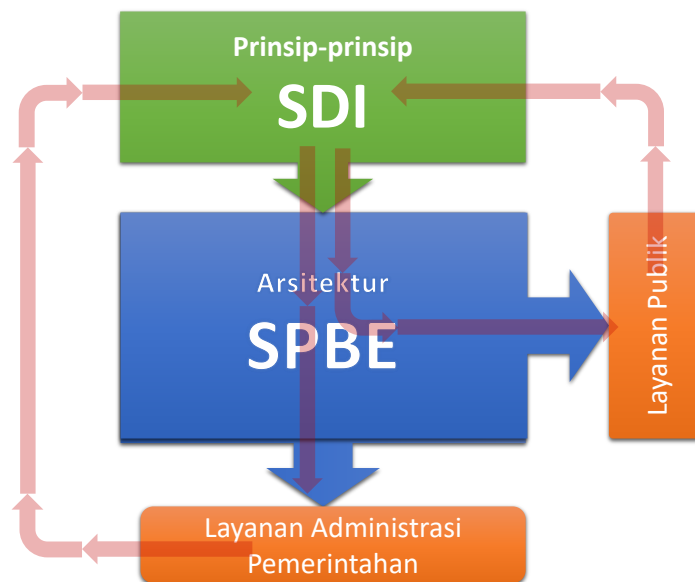 Prinsip-prinsip
SDI
Arsitektur
SPBE
Layanan Publik
Layanan Administrasi
Pemerintahan